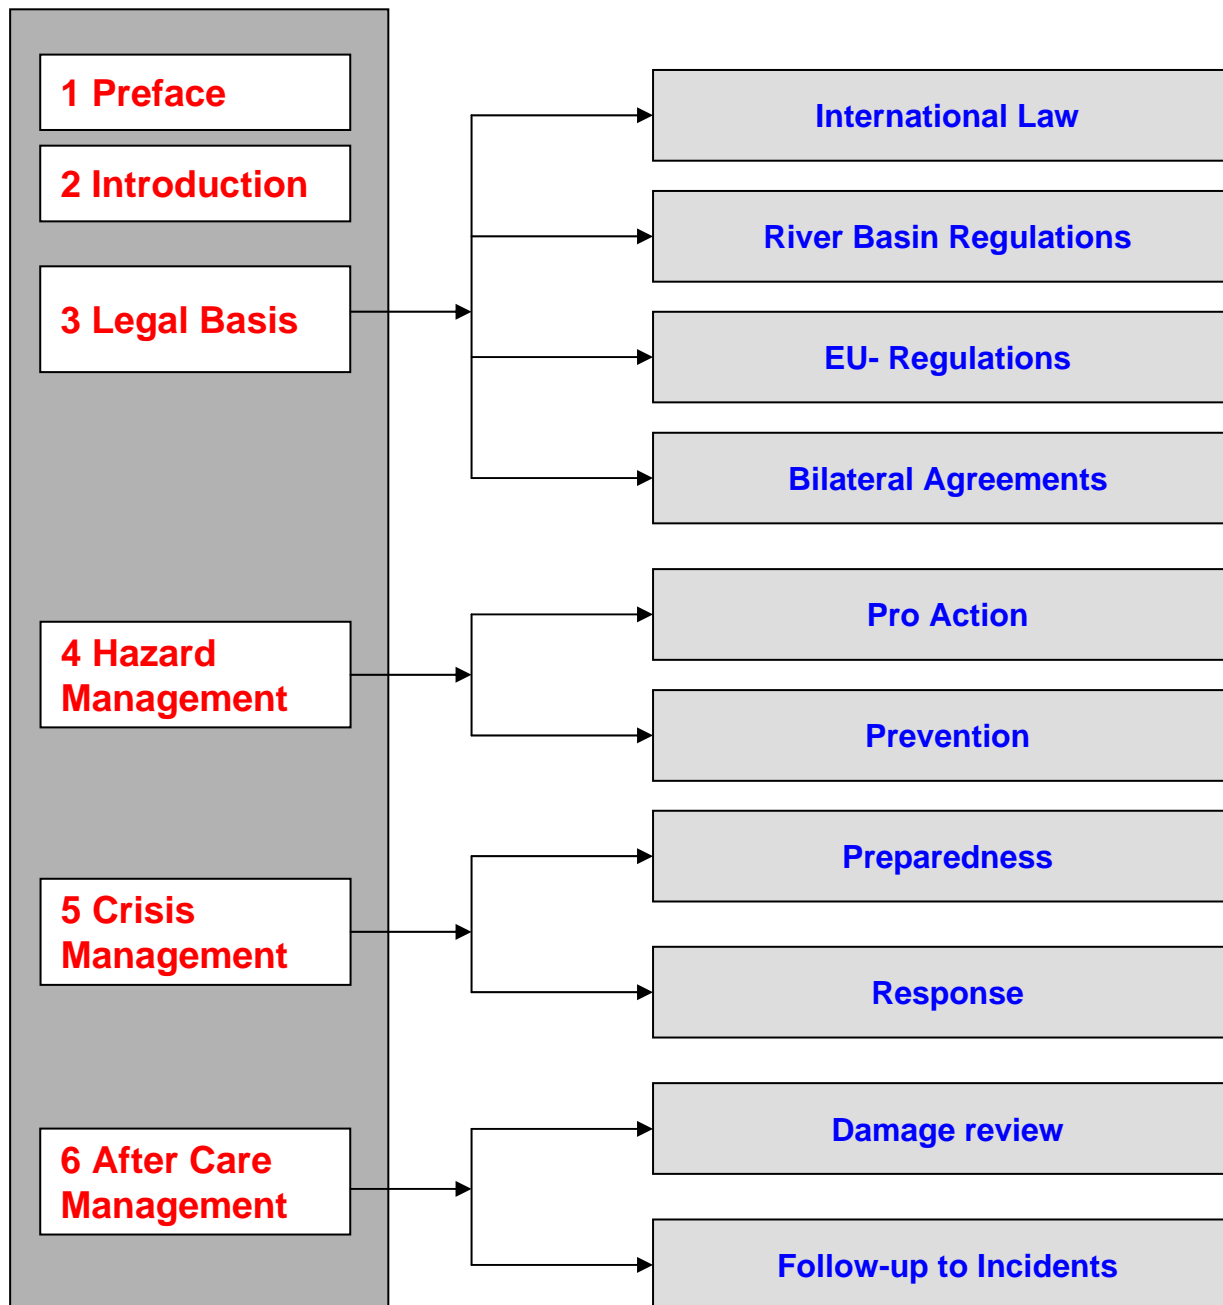 1 Preface
2 Introduction
3 Legal Basis
International Law
River Basin Regulations
EU- Regulations
Bilateral Agreements
4 Hazard
Management
Pro Action
Prevention
5 Crisis
Management
Preparedness
Response
6 After Care
Management
Damage review
Follow-up to Incidents